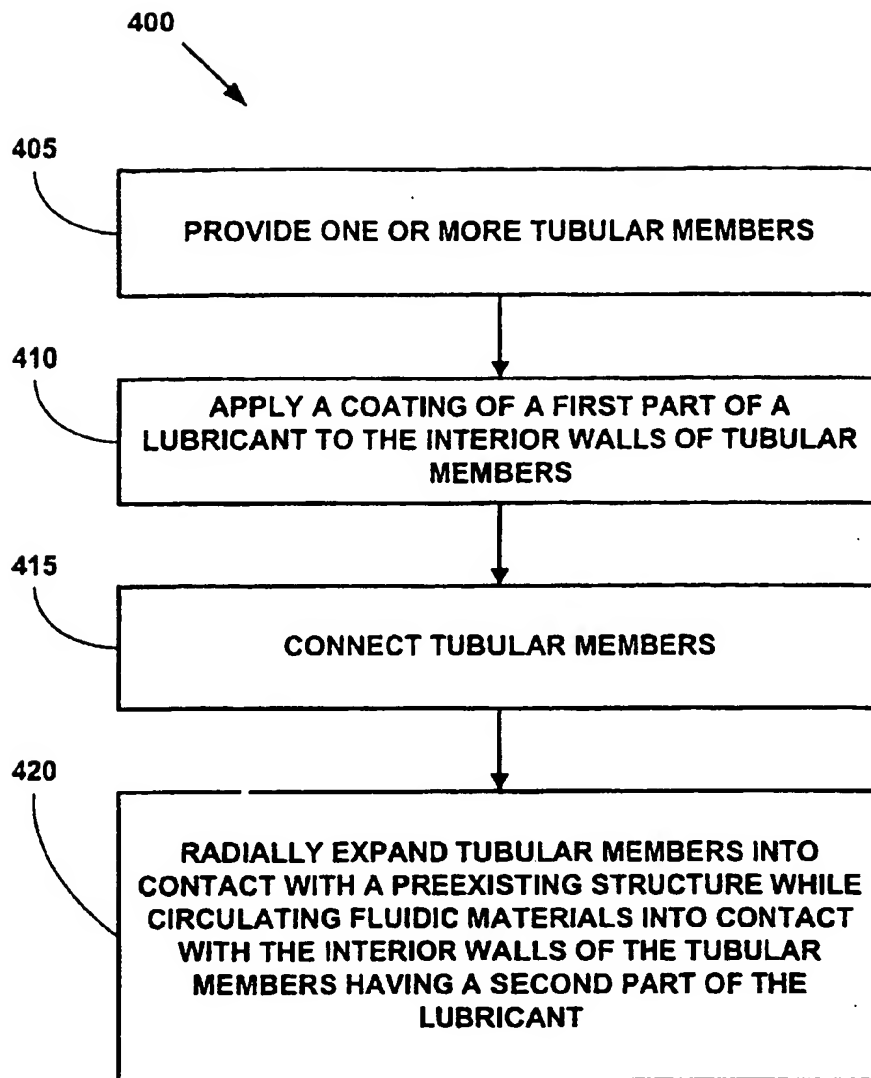 400
405
PROVIDE ONE OR MORE TUBULAR MEMBERS
410
APPLY A COATING OF A FIRST PART OF A
LUBRICANT TO THE INTERIOR WALLS OF TUBULAR
MEMBERS
415
CONNECT TUBULAR MEMBERS
420
RADIALLY EXPAND TUBULAR MEMBERS INTO
CONTACT WITH A PREEXISTING STRUCTURE WHILE
CIRCULATING FLUIDIC MATERIALS INTO CONTACT
WITH THE INTERIOR WALLS OF THE TUBULAR
MEMBERS HAVING A SECOND PART OF THE
LUBRICANT